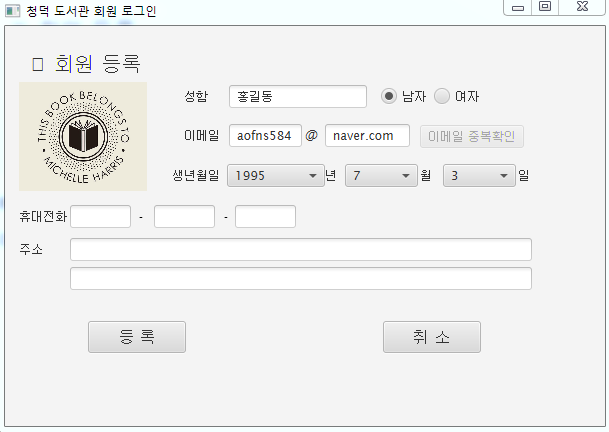 청덕 도서관 회원 로그인
회원 등록
THIS BOOK BELONGS TO
MICHELLE HARRIS
성함 홍길동 남자 여자
이메일 aofns584 @ naver.com 이메일 중복확인
생년월일 1995 년 7 월 3 일
휴대전화 - -
주소
등 록 취 소